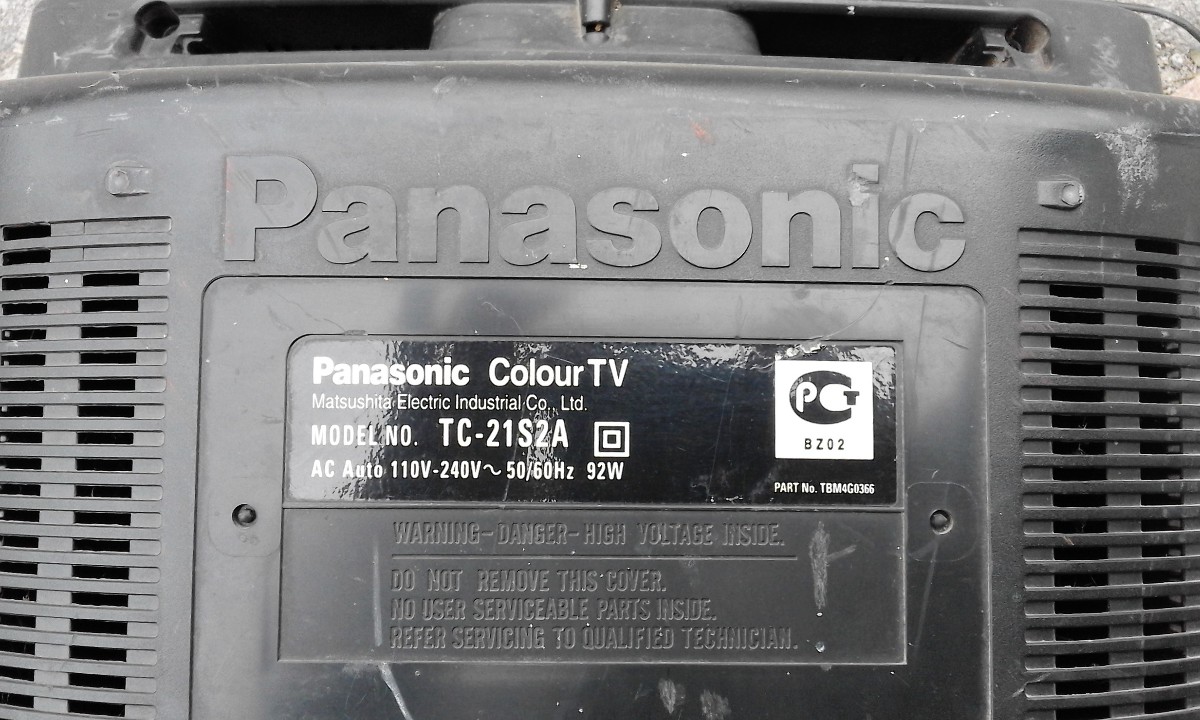 Panasonic
Panasonic Colour TV
Matsushita Electric Industrial Co., Ltd.
MODEL NO. TC-21S2A
AC Auto 110V-240V~ 50/60Hz 92W
РСТ
BZ02
PART No. TBM4G0366
WARNING-DANGER-HIGH VOLTAGE INSIDE.
DO NOT REMOVE THIS COVER.
NO USER SERVICEABLE PARTS INSIDE.
REFER SERVICING TO QUALIFIED TECHNICIAN.